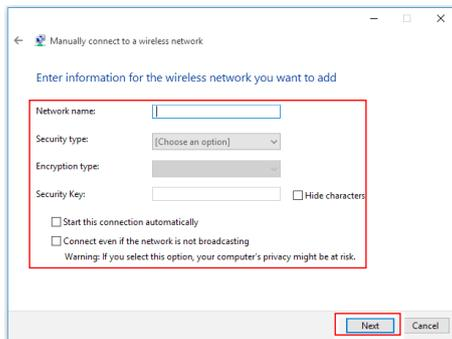 Manually connect to a wireless network
Enter information for the wireless network you want to add
Network name:
Security type: [Choose an option]
Encryption type:
Security Key: Hide characters
Start this connection automatically
Connect even if the network is not broadcasting
Warning: If you select this option, your computer's privacy might be at risk.
Next Cancel